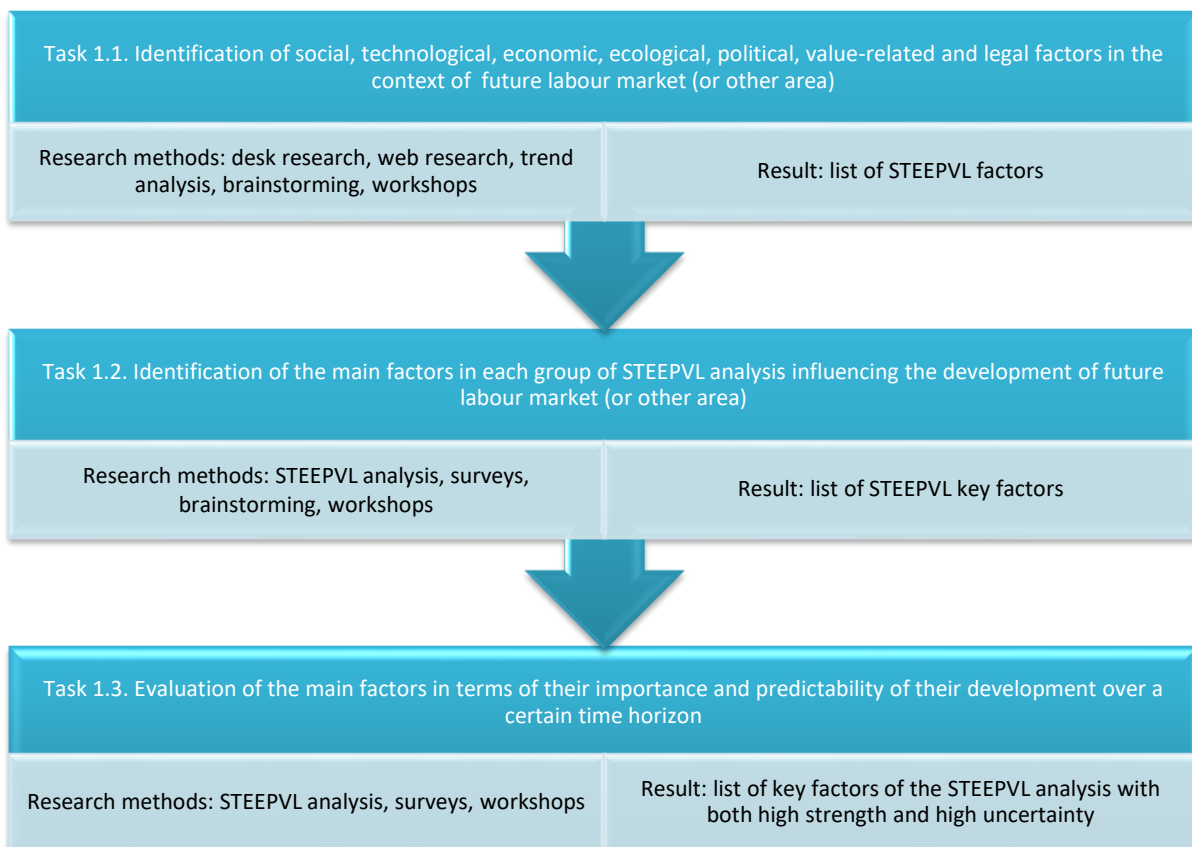 Task 1.1. Identification of social, technological, economic, ecological, political, value-related and legal factors in the
context of future labour market (or other area)
Research methods: desk research, web research, trend
analysis, brainstorming, workshops
Result: list of STEEPVL factors
Task 1.2. Identification of the main factors in each group of STEEPVL analysis influencing the development of future
labour market (or other area)
Research methods: STEEPVL analysis, surveys,
brainstorming, workshops
Result: list of STEEPVL key factors
Task 1.3. Evaluation of the main factors in terms of their importance and predictability of their development over a
certain time horizon
Research methods: STEEPVL analysis, surveys, workshops
Result: list of key factors of the STEEPVL analysis with
both high strength and high uncertainty